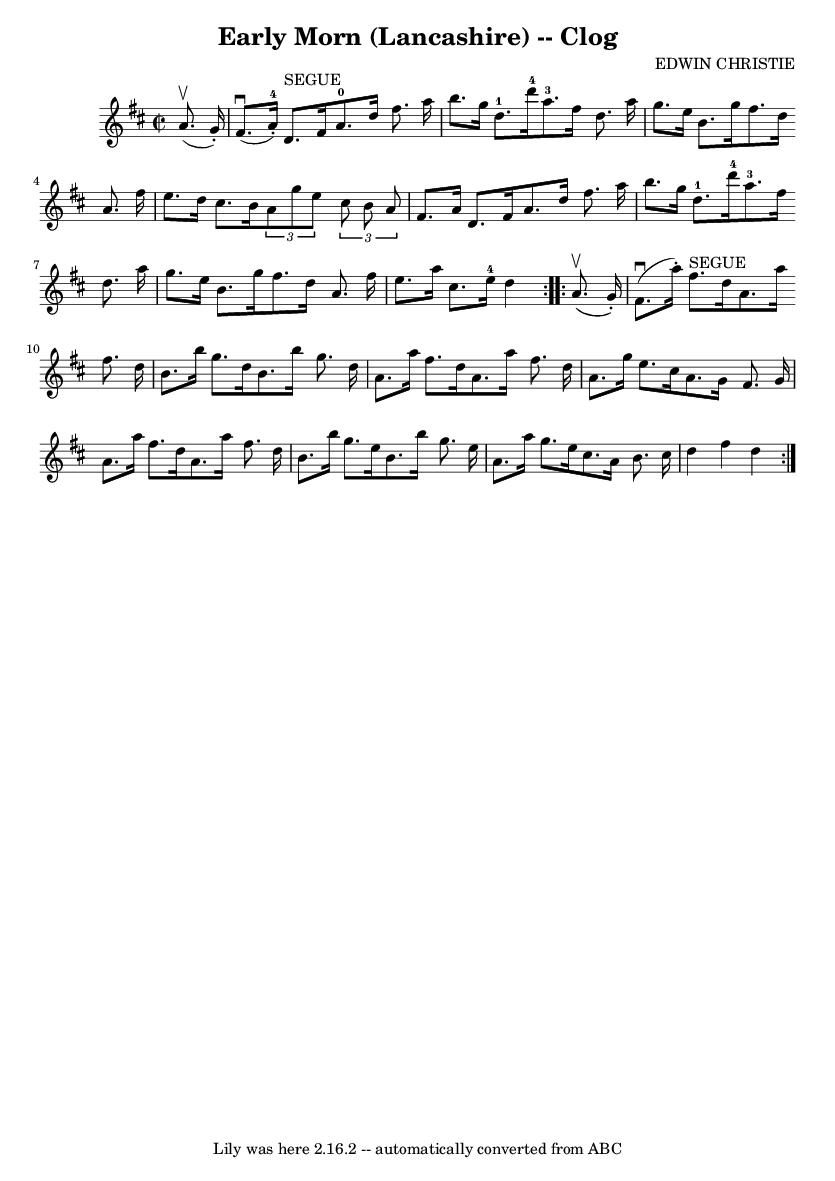 Early Morn (Lancashire) -- Clog
EDWIN CHRISTIE
SEGUE
4 0 1 4 3
4
3 3 1 4 3
7
4 SEGUE
10
Lily was here 2.16.2 -- automatically converted from ABC